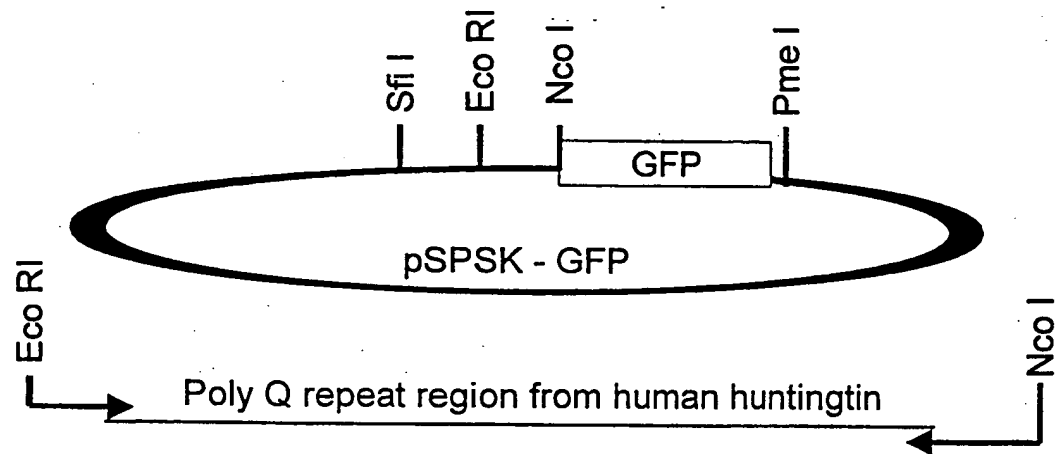 Sfi I
Eco RI
Nco I
Pme I
GFP
pSPSK - GFP
Eco RI
Nco I
Poly Q repeat region from human huntingtin